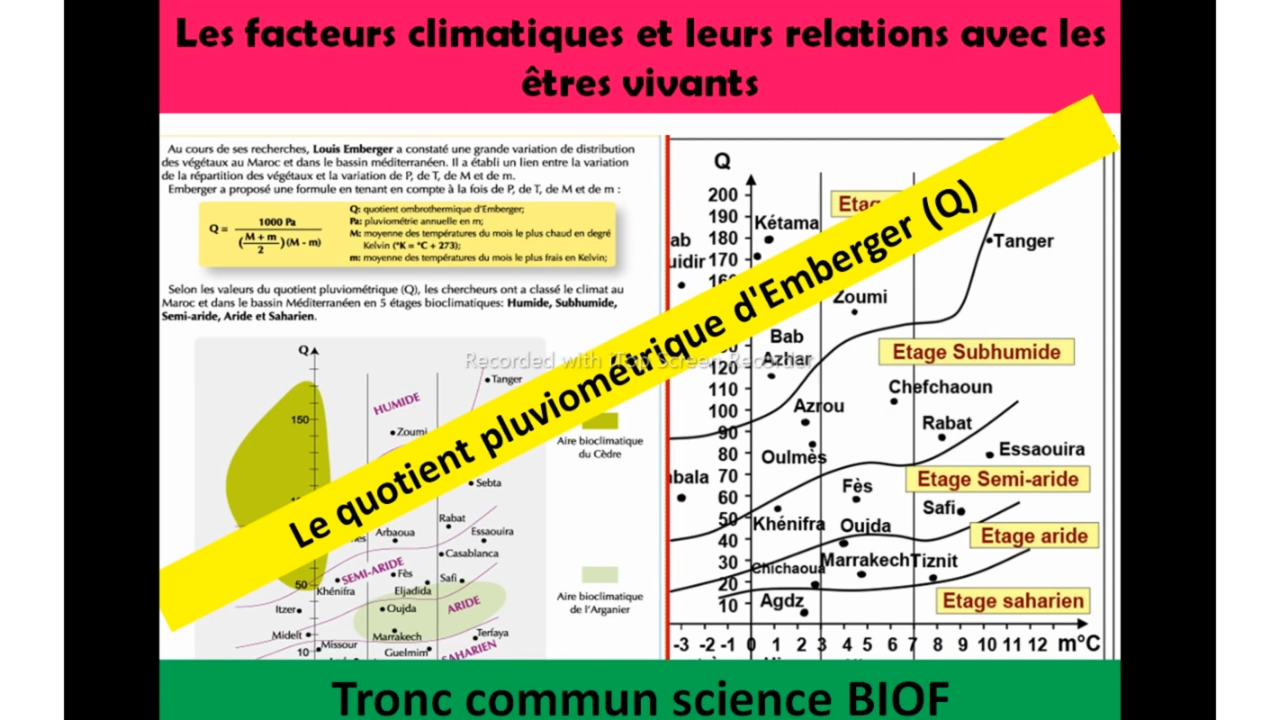 Les facteurs climatiques et leurs relations avec les
êtres vivants
Au cours de ses recherches, Louis Emberger a constaté une grande variation de distribution
des végétaux au Maroc et dans le bassin méditerranéen. Il a établi un lien entre la variation
de la répartition des végétaux et la variation de P, de T, de M et de m.
Emberger a proposé une formule en tenant en compte à la fois de P, de T, de M et de m :
Q = 1000 Pa / ((M + m) / 2) (M - m)
Q: quotient ombrothermique d'Emberger;
Pa: pluviométrie annuelle en m;
M: moyenne des températures du mois le plus chaud en degré
Kelvin (°K = °C + 273);
m: moyenne des températures du mois le plus frais en Kelvin;
Selon les valeurs du quotient pluviométrique (Q), les chercheurs ont a classé le climat au
Maroc et dans le bassin Méditerranéen en 5 étages bioclimatiques: Humide, Subhumide,
Semi-aride, Aride et Saharien.
Le quotient pluviométrique d'Emberger (Q)
Recorded with iTop Screen Recorder
Q
150
50
10
HUMIDE
Tanger
Zoumi
Sebta
Rabat
Arbaoua
Essaouira
Casablanca
SEMI-ARIDE
Fès
Safi
Khénifra
Eljadida
Itzer
Oujda
ARIDE
Midelt
Marrakech
Terfaya
Missour
Guelmim
SAHARIEN
Aire bioclimatique
du Cèdre
Aire bioclimatique
de l'Arganier
Q
200
190
180
170
120
110
100
90
80
70
60
50
40
30
20
10
Kétama
Tanger
Zoumi
Bab
Azhar
Etage Subhumide
Chefchaoun
Azrou
Rabat
Oulmès
Essaouira
Fès
Etage Semi-aride
Safi
Khénifra
Oujda
Etage aride
Chichaoua
Marrakech
Tiznit
Agdz
Etage saharien
-3 -2 -1 0 1 2 3 4 5 6 7 8 9 10 11 12 m°C
Tronc commun science BIOF